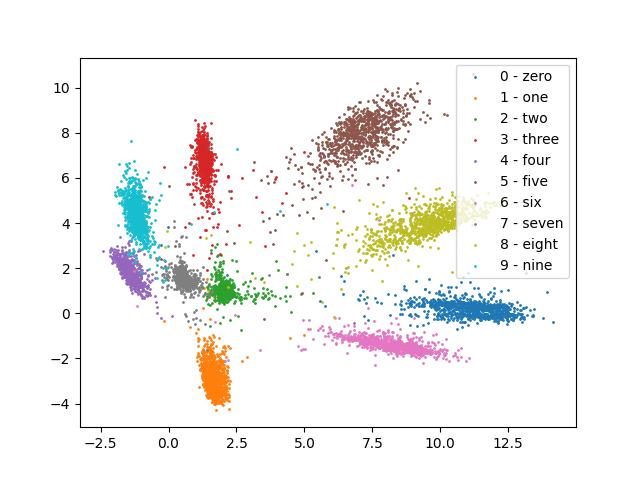 10
8
6
4
2
0
−2
−4
−2.5
0.0
2.5
5.0
7.5
10.0
12.5
0 - zero
1 - one
2 - two
3 - three
4 - four
5 - five
6 - six
7 - seven
8 - eight
9 - nine